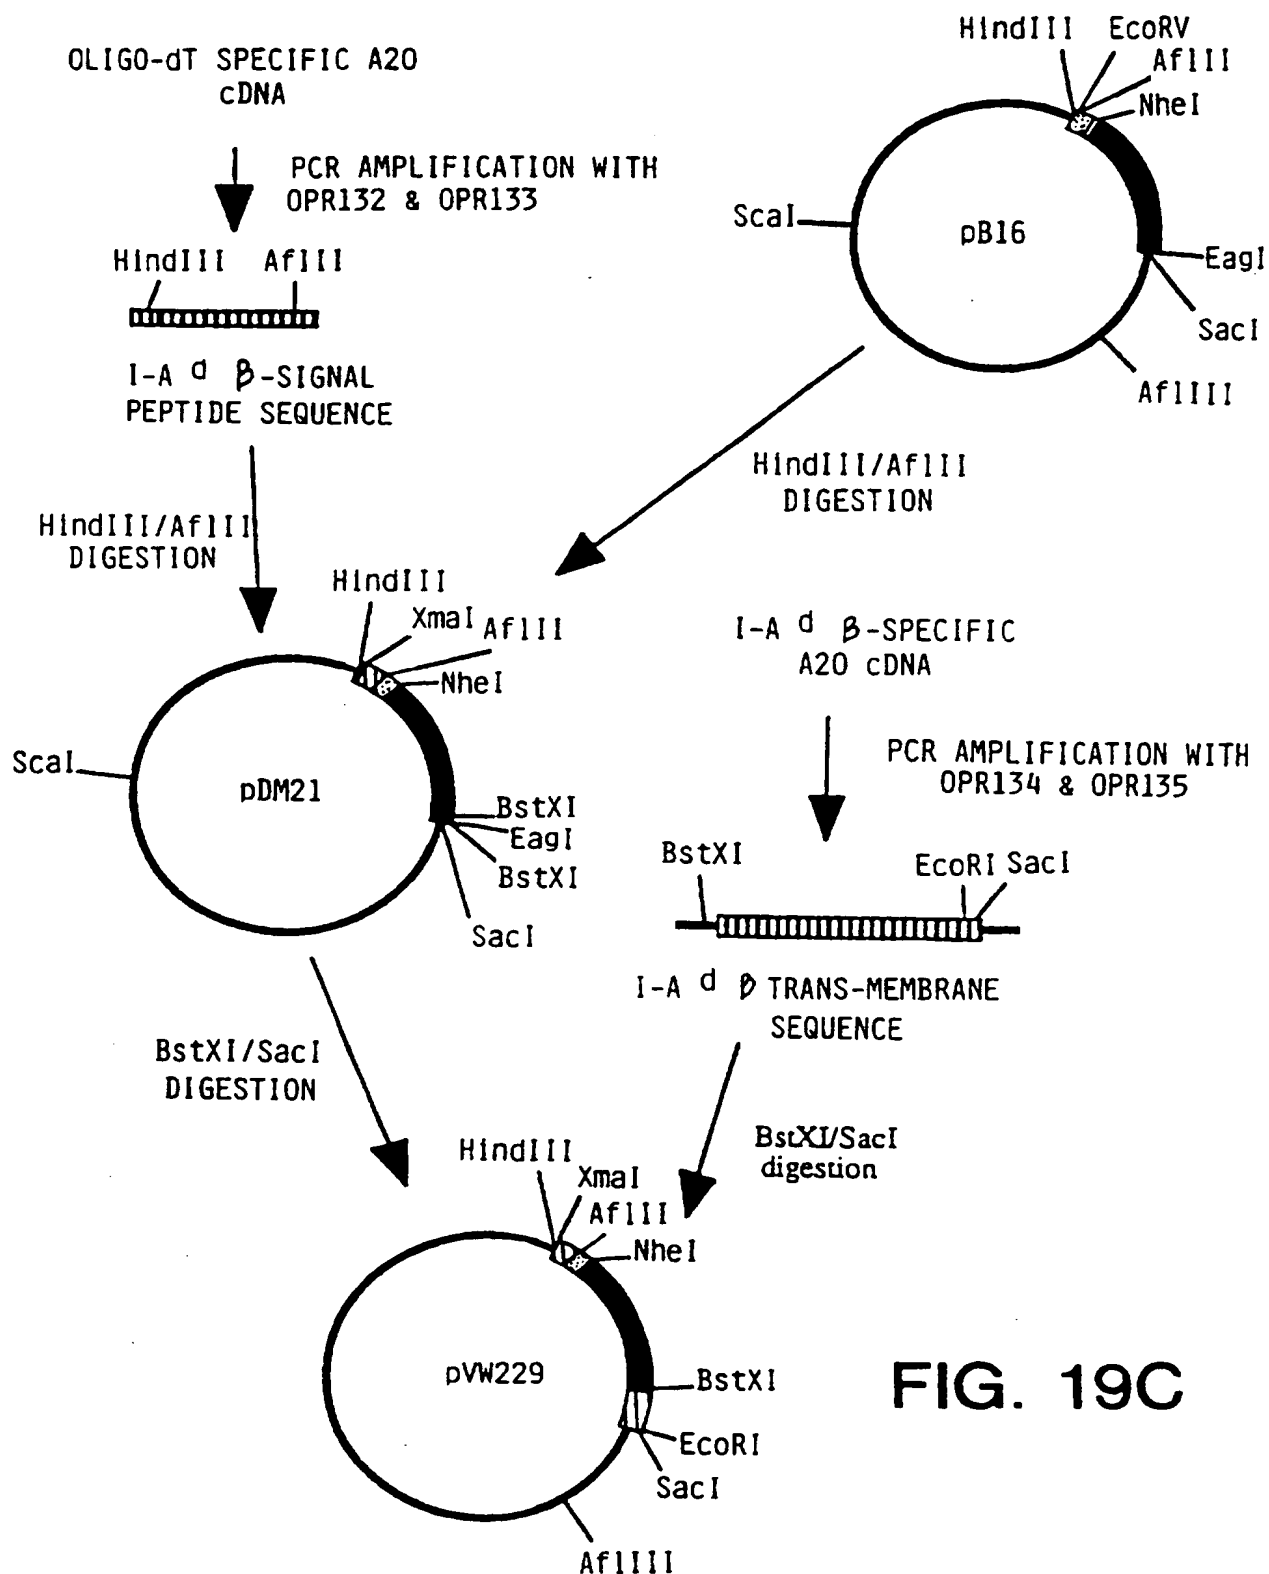 OLIGO-dT SPECIFIC A20
cDNA
PCR AMPLIFICATION WITH
OPR132 & OPR133
HindIII AflII
I-A d β-SIGNAL
PEPTIDE SEQUENCE
HindIII/AflII
DIGESTION
HindIII EcoRV
AflII
NheI
ScaI
pB16
EagI
SacI
AflIII
HindIII/AflII
DIGESTION
HindIII
XmaI AflII
NheI
ScaI
pDM21
BstXI
EagI
BstXI
SacI
I-A d β-SPECIFIC
A20 cDNA
PCR AMPLIFICATION WITH
OPR134 & OPR135
BstXI
EcoRI SacI
I-A d β TRANS-MEMBRANE
SEQUENCE
BstXI/SacI
DIGESTION
BstXI/SacI
digestion
HindIII
XmaI
AflII
NheI
pVW229
BstXI
EcoRI
SacI
AflIII
FIG. 19C